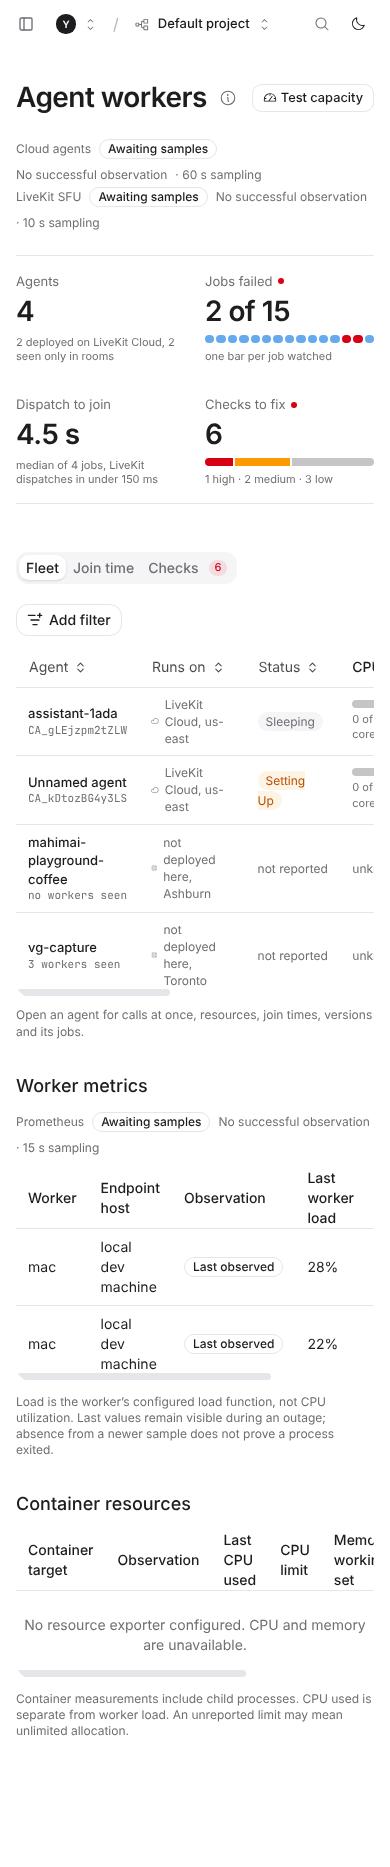 Y / Default project
Agent workers Test capacity
Cloud agents Awaiting samples
No successful observation · 60 s sampling
LiveKit SFU Awaiting samples No successful observation
· 10 s sampling
Agents
4
2 deployed on LiveKit Cloud, 2
seen only in rooms
Jobs failed
2 of 15
one bar per job watched
Dispatch to join
4.5 s
median of 4 jobs, LiveKit
dispatches in under 150 ms
Checks to fix
6
1 high · 2 medium · 3 low
Fleet Join time Checks 6
Add filter
Agent Runs on Status CPU
assistant-1ada
CA_gLEjzpm2tZLW
LiveKit
Cloud, us-
east
Sleeping
0 of
core
Unnamed agent
CA_kDtozBG4y3LS
LiveKit
Cloud, us-
east
Setting
Up
0 of
core
mahimai-
playground-
coffee
no workers seen
not
deployed
here,
Ashburn
not reported
unk
vg-capture
3 workers seen
not
deployed
here,
Toronto
not reported
unk
Open an agent for calls at once, resources, join times, versions
and its jobs.
Worker metrics
Prometheus Awaiting samples No successful observation
· 15 s sampling
Worker
Endpoint
host
Observation
Last
worker
load
mac
local
dev
machine
Last observed
28%
mac
local
dev
machine
Last observed
22%
Load is the worker's configured load function, not CPU
utilization. Last values remain visible during an outage;
absence from a newer sample does not prove a process
exited.
Container resources
Container
target
Observation
Last
CPU
used
CPU
limit
Memo
workin
set
No resource exporter configured. CPU and memory
are unavailable.
Container measurements include child processes. CPU used is
separate from worker load. An unreported limit may mean
unlimited allocation.